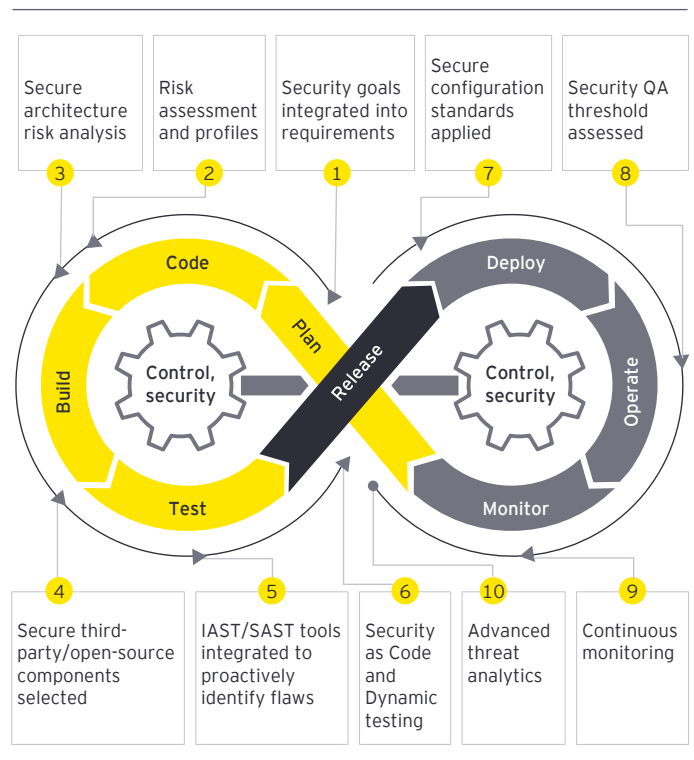 Secure
architecture
risk analysis
3
Risk
assessment
and profiles
2
Security goals
integrated into
requirements
1
Secure
configuration
standards
applied
7
Security QA
threshold
assessed
8
Code
Plan
Build
Test
Control,
security
Release
Deploy
Operate
Monitor
Control,
security
4
Secure third-
party/open-source
components
selected
5
IAST/SAST tools
integrated to
proactively
identify flaws
6
Security
as Code
and
Dynamic
testing
10
Advanced
threat
analytics
9
Continuous
monitoring